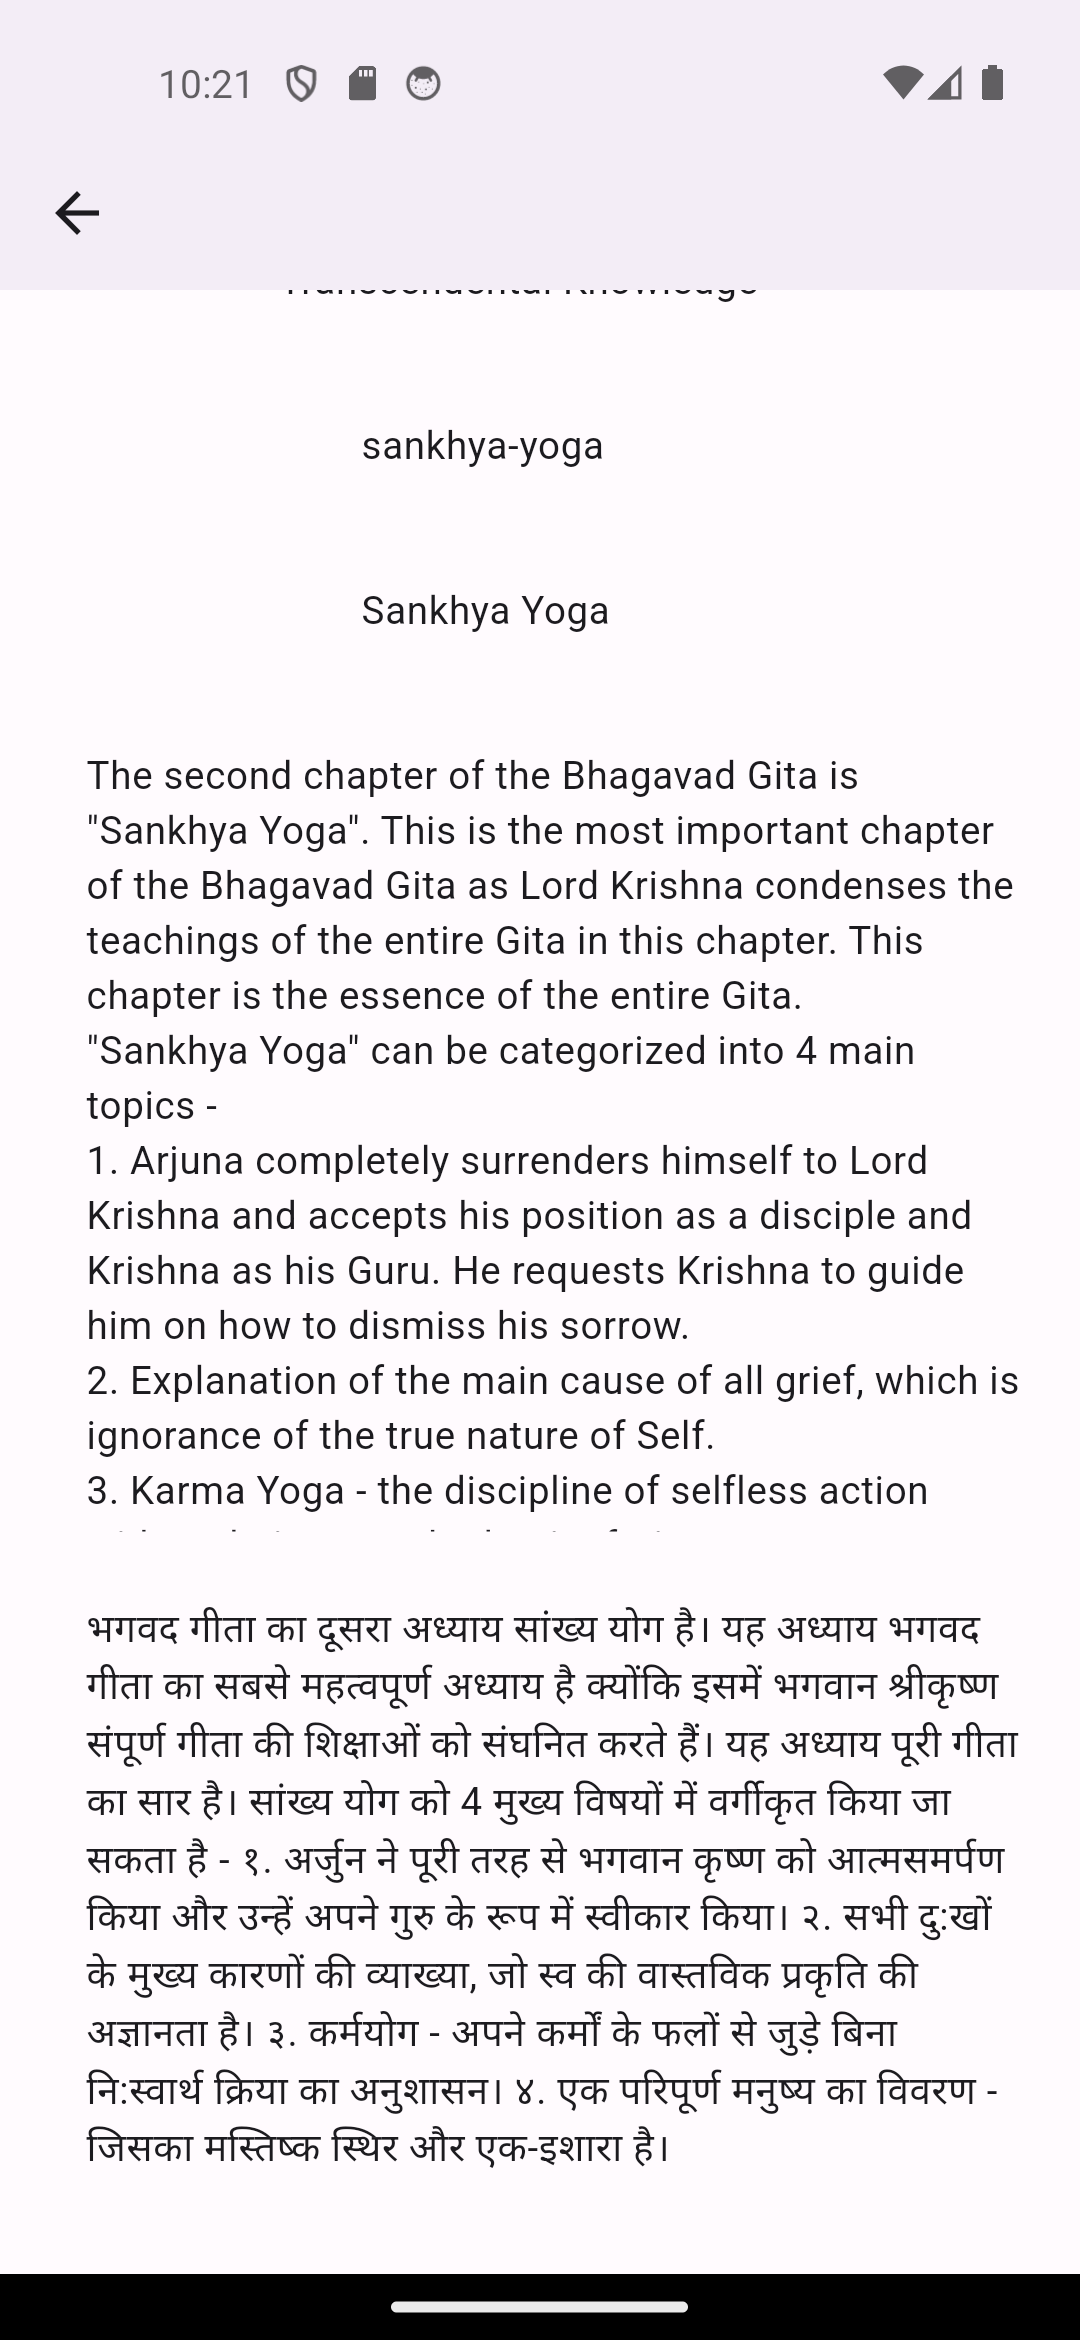 10:21
sankhya-yoga
Sankhya Yoga
The second chapter of the Bhagavad Gita is
"Sankhya Yoga". This is the most important chapter
of the Bhagavad Gita as Lord Krishna condenses the
teachings of the entire Gita in this chapter. This
chapter is the essence of the entire Gita.
"Sankhya Yoga" can be categorized into 4 main
topics -
1. Arjuna completely surrenders himself to Lord
Krishna and accepts his position as a disciple and
Krishna as his Guru. He requests Krishna to guide
him on how to dismiss his sorrow.
2. Explanation of the main cause of all grief, which is
ignorance of the true nature of Self.
3. Karma Yoga - the discipline of selfless action
भगवद गीता का दूसरा अध्याय सांख्य योग है। यह अध्याय भगवद
गीता का सबसे महत्वपूर्ण अध्याय है क्योंकि इसमें भगवान श्रीकृष्ण
संपूर्ण गीता की शिक्षाओं को संघनित करते हैं। यह अध्याय पूरी गीता
का सार है। सांख्य योग को 4 मुख्य विषयों में वर्गीकृत किया जा
सकता है - १. अर्जुन ने पूरी तरह से भगवान कृष्ण को आत्मसमर्पण
किया और उन्हें अपने गुरु के रूप में स्वीकार किया। २. सभी दु:खों
के मुख्य कारणों की व्याख्या, जो स्व की वास्तविक प्रकृति की
अज्ञानता है। ३. कर्मयोग - अपने कर्मों के फलों से जुड़े बिना
नि:स्वार्थ क्रिया का अनुशासन। ४. एक परिपूर्ण मनुष्य का विवरण -
जिसका मस्तिष्क स्थिर और एक-इशारा है।